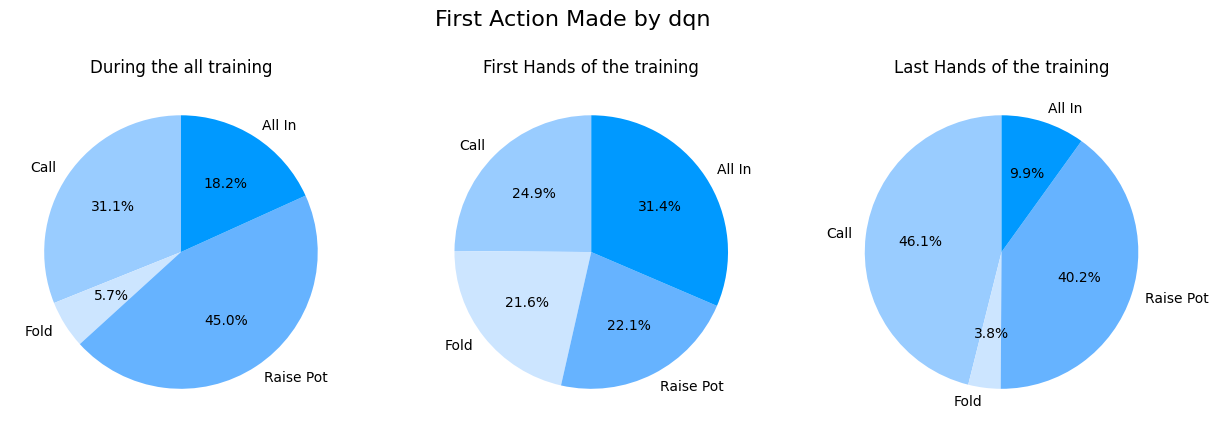 First Action Made by dqn
During the all training
All In
Call
18.2%
31.1%
5.7%
Fold
45.0%
Raise Pot
First Hands of the training
Call
All In
24.9%
31.4%
21.6%
22.1%
Fold
Raise Pot
Last Hands of the training
All In
9.9%
Call
46.1%
40.2%
Raise Pot
3.8%
Fold